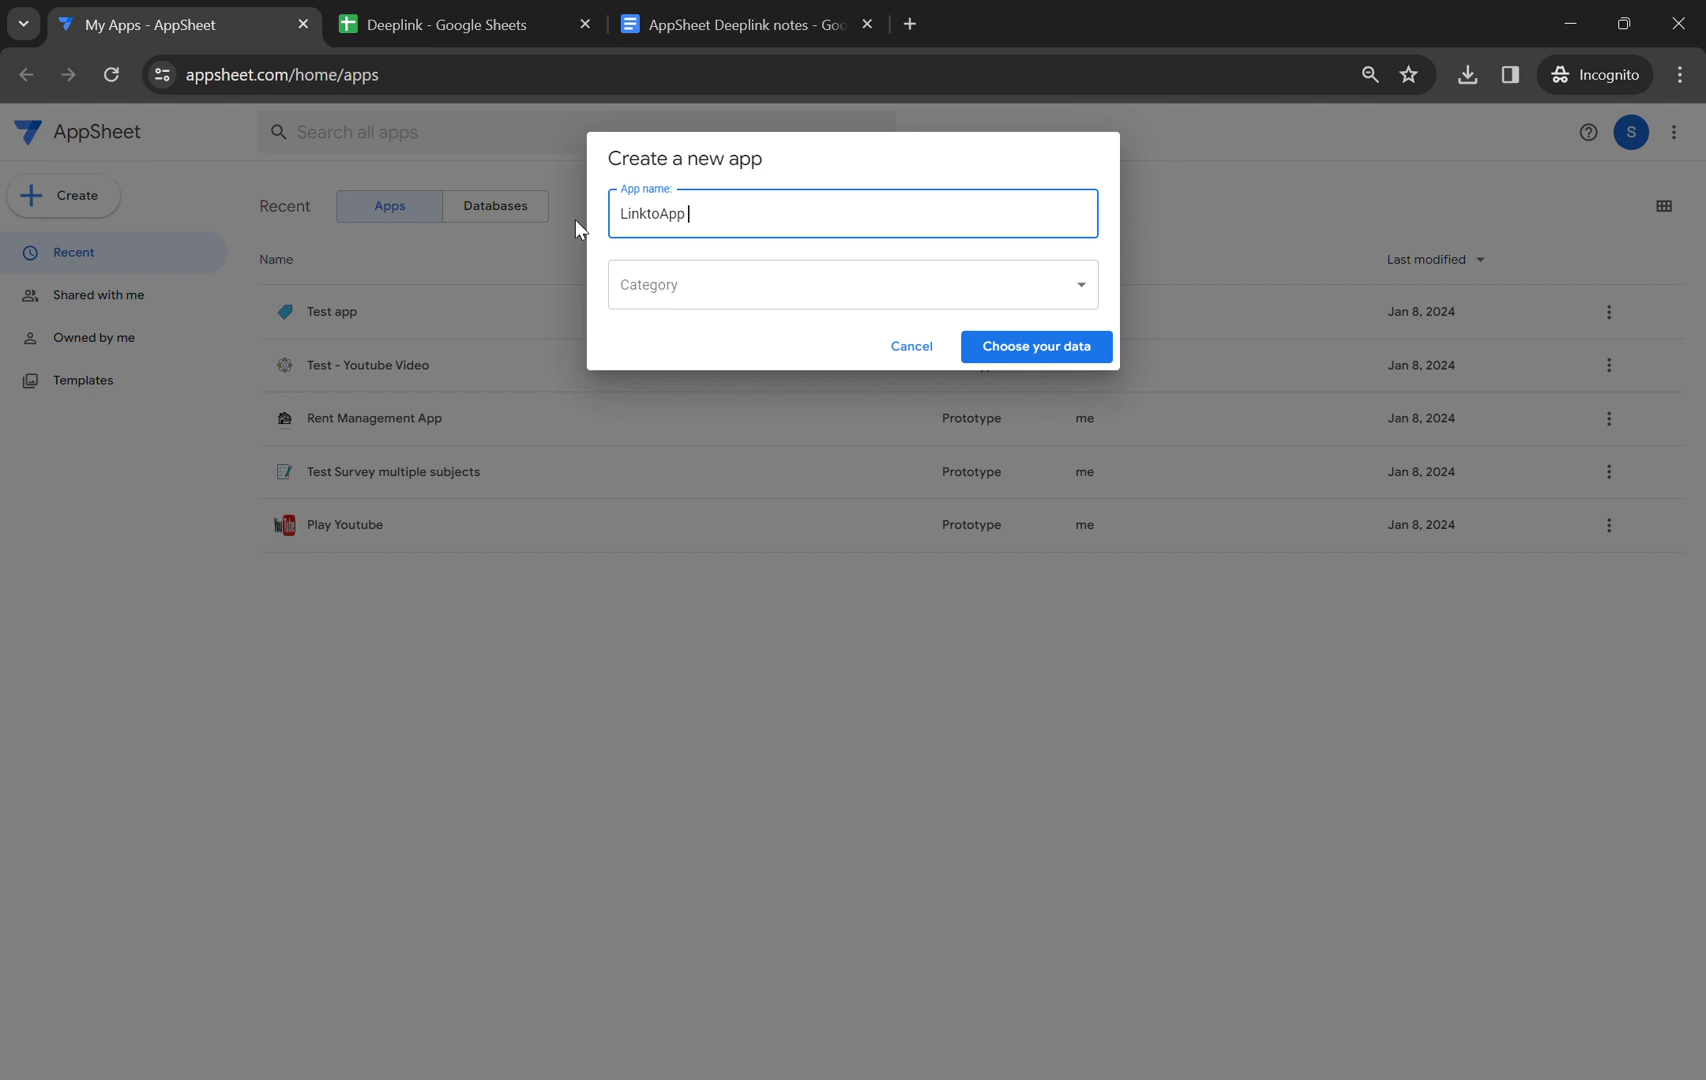 My Apps - AppSheet
Deeplink - Google Sheets
AppSheet Deeplink notes - Goo
appsheet.com/home/apps
Incognito
AppSheet
Search all apps
S
Create a new app
App name:
LinktoApp
Create
Recent
Apps
Databases
Recent
Category
Name
Last modified
Shared with me
Test app
Jan 8, 2024
Owned by me
Cancel
Choose your data
Test - Youtube Video
Jan 8, 2024
Templates
Rent Management App
Prototype
me
Jan 8, 2024
Test Survey multiple subjects
Prototype
me
Jan 8, 2024
Play Youtube
Prototype
me
Jan 8, 2024